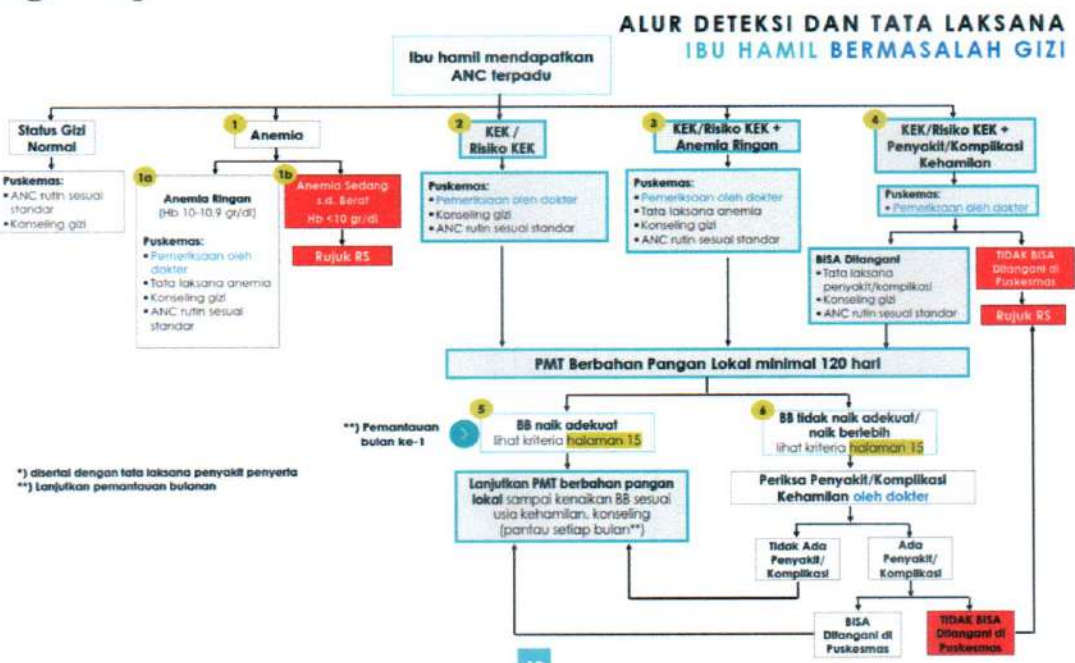 ALUR DETEKSI DAN TATA LAKSANA
IBU HAMIL BERMASALAH GIZI
Ibu hamil mendapatkan
ANC terpadu
Status Gizi
Normal
Puskemas:
• ANC rutin sesuai
standar
• Konseling gizi
1
Anemia
1a
Anemia Ringan
(Hb 10-10,9 gr/dl)
Puskemas:
• Pemeriksaan oleh
dokter
• Tata laksana anemia
• Konseling gizi
• ANC rutin sesuai
standar
1b
Anemia Sedang
s.d. Berat
Hb <10 gr/dl
Rujuk RS
2
KEK /
Risiko KEK
Puskemas:
• Pemeriksaan oleh dokter
• Konseling gizi
• ANC rutin sesuai standar
3
KEK/Risiko KEK +
Anemia Ringan
Puskemas:
• Pemeriksaan oleh dokter
• Tata laksana anemia
• Konseling gizi
• ANC rutin sesuai standar
4
KEK/Risiko KEK +
Penyakit/Komplikasi
Kehamilan
Puskemas:
• Pemeriksaan oleh dokter
BISA Ditangani
• Tata laksana
penyakit/komplikasi
• Konseling gizi
• ANC rutin sesuai standar
TIDAK BISA
Ditangani di
Puskesmas
Rujuk RS
PMT Berbahan Pangan Lokal minimal 120 hari
**) Pemantauan
bulan ke-1
5
BB naik adekuat
lihat kriteria halaman 15
6
BB tidak naik adekuat/
naik berlebih
lihat kriteria halaman 15
*) disertai dengan tata laksana penyakit penyerta
**) Lanjutkan pemantauan bulanan
Lanjutkan PMT berbahan pangan
lokal sampai kenaikan BB sesuai
usia kehamilan, konseling
(pantau setiap bulan**)
Periksa Penyakit/Komplikasi
Kehamilan oleh dokter
Tidak Ada
Penyakit/
Komplikasi
Ada
Penyakit/
Komplikasi
BISA
Ditangani di
Puskesmas
TIDAK BISA
Ditangani di
Puskesmas